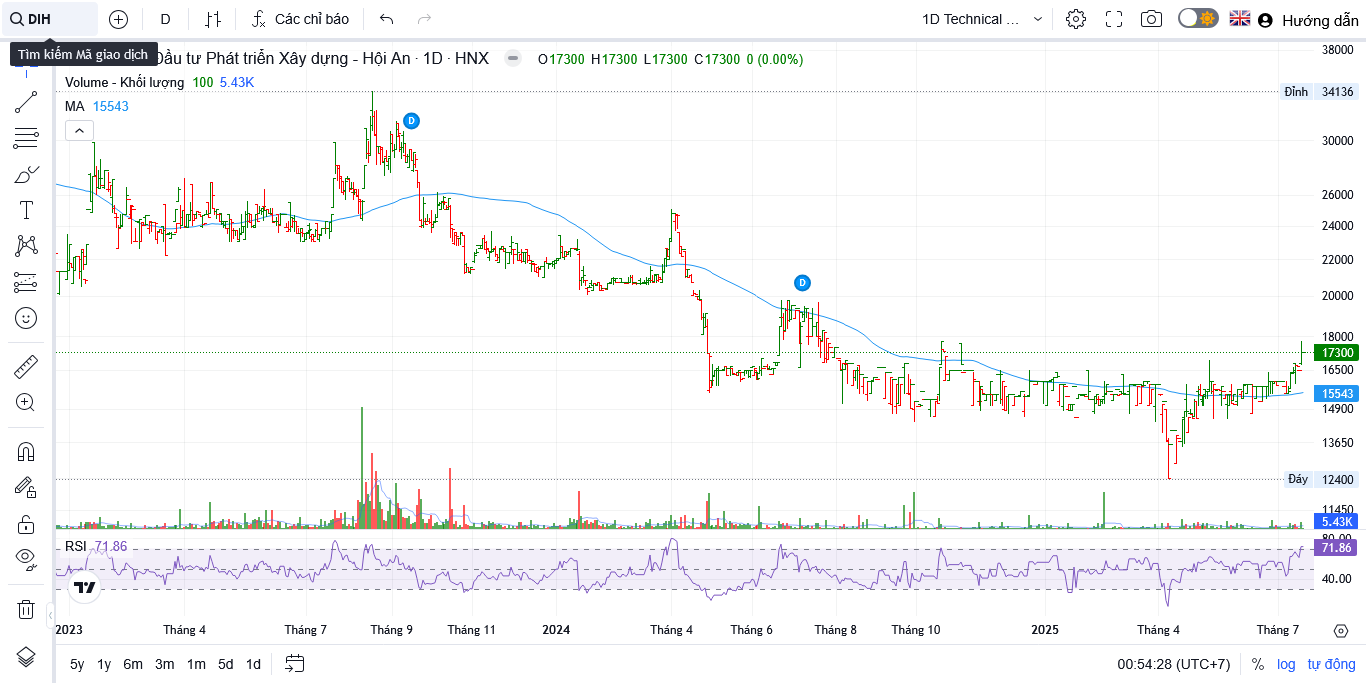 DIH
D
Các chỉ báo
1D Technical ...
Hướng dẫn
Tìm kiếm Mã giao dịch
Đầu tư Phát triển Xây dựng - Hội An · 1D · HNX
O17300 H17300 L17300 C17300 0 (0.00%)
Volume - Khối lượng 100 5.43K
MA 15543
D
D
38000
Đỉnh 34136
30000
26000
24000
22000
20000
18000
17300
16500
15543
14900
13650
Đáy 12400
11450
5.43K
RSI 71.86
80.00
71.86
40.00
2023 Tháng 4 Tháng 7 Tháng 9 Tháng 11 2024 Tháng 4 Tháng 6 Tháng 8 Tháng 10 2025 Tháng 4 Tháng 7
5y 1y 6m 3m 1m 5d 1d
00:54:28 (UTC+7) % log tự động